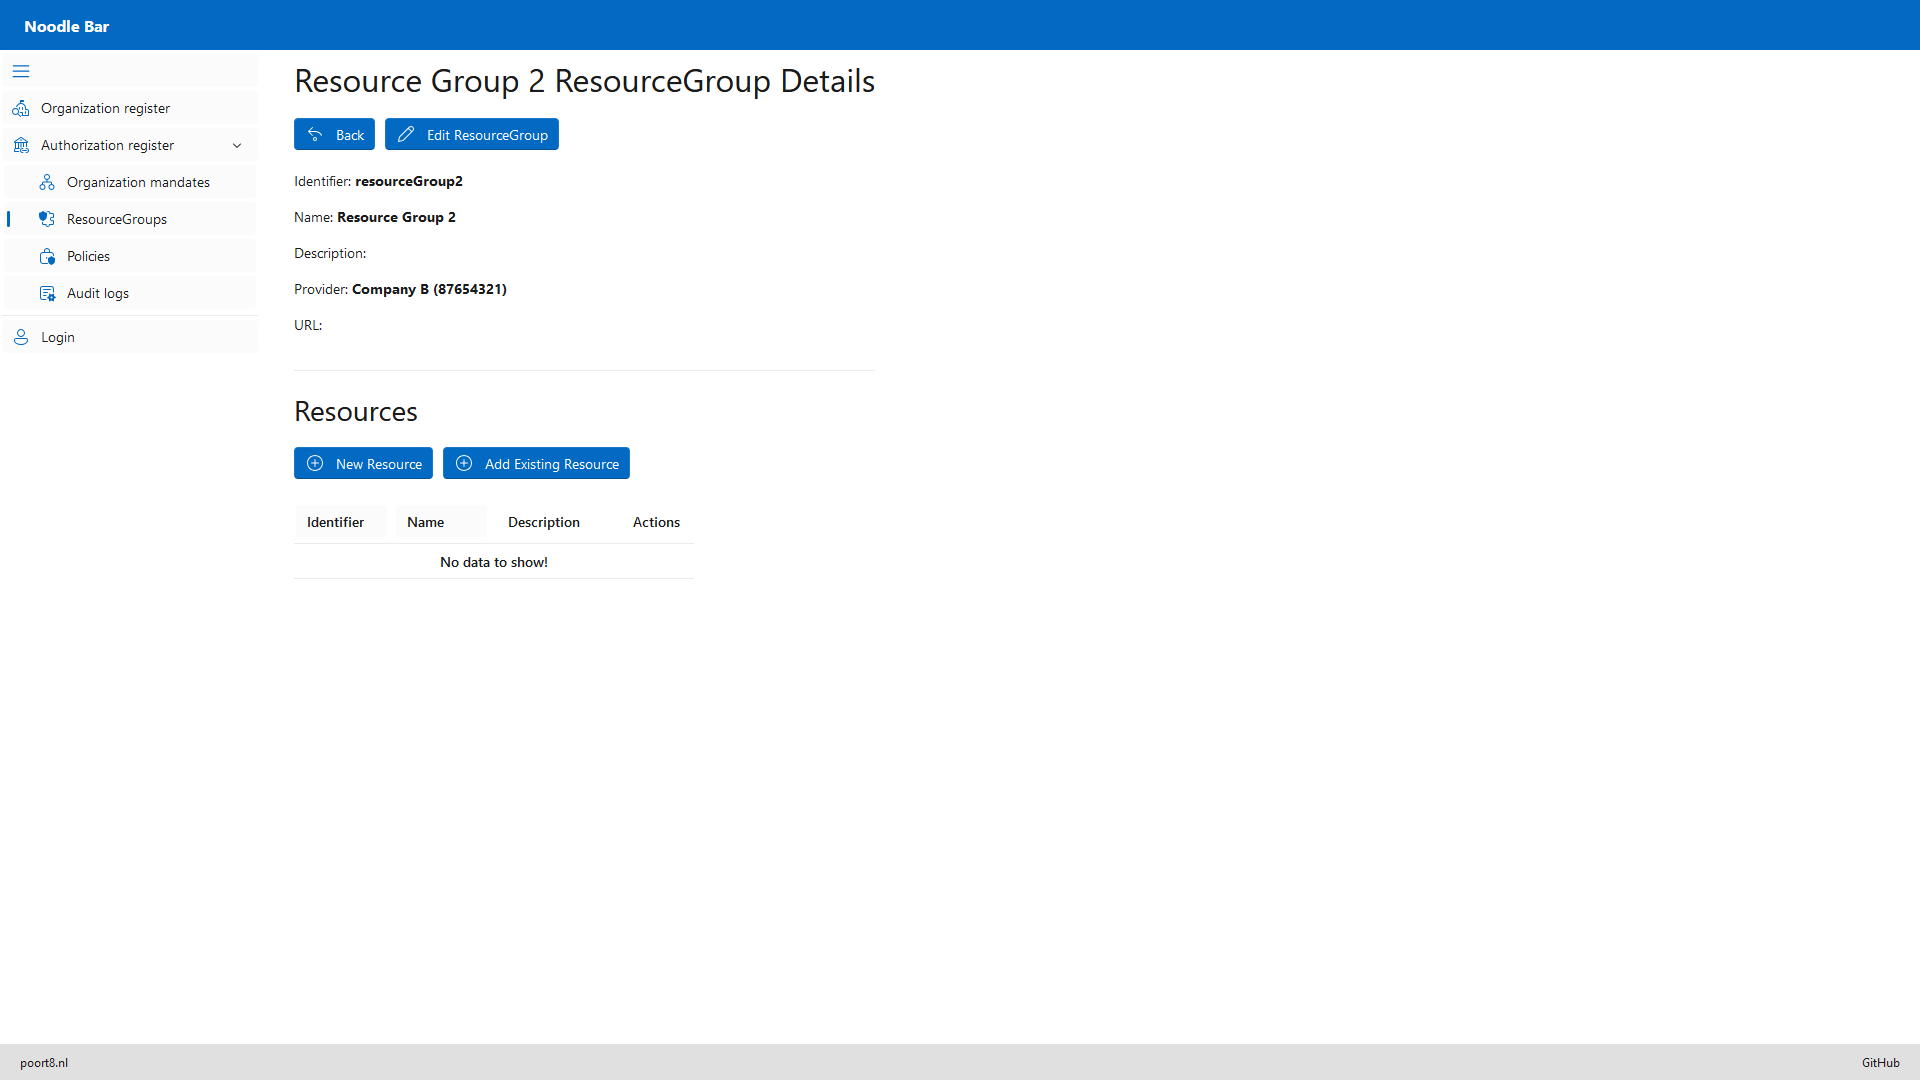 Noodle Bar
Organization register
Authorization register
Organization mandates
ResourceGroups
Policies
Audit logs
Login
Resource Group 2 ResourceGroup Details
Back
Edit ResourceGroup
Identifier: resourceGroup2
Name: Resource Group 2
Description:
Provider: Company B (87654321)
URL:
Resources
New Resource
Add Existing Resource
Identifier Name Description Actions
No data to show!
poort8.nl
GitHub